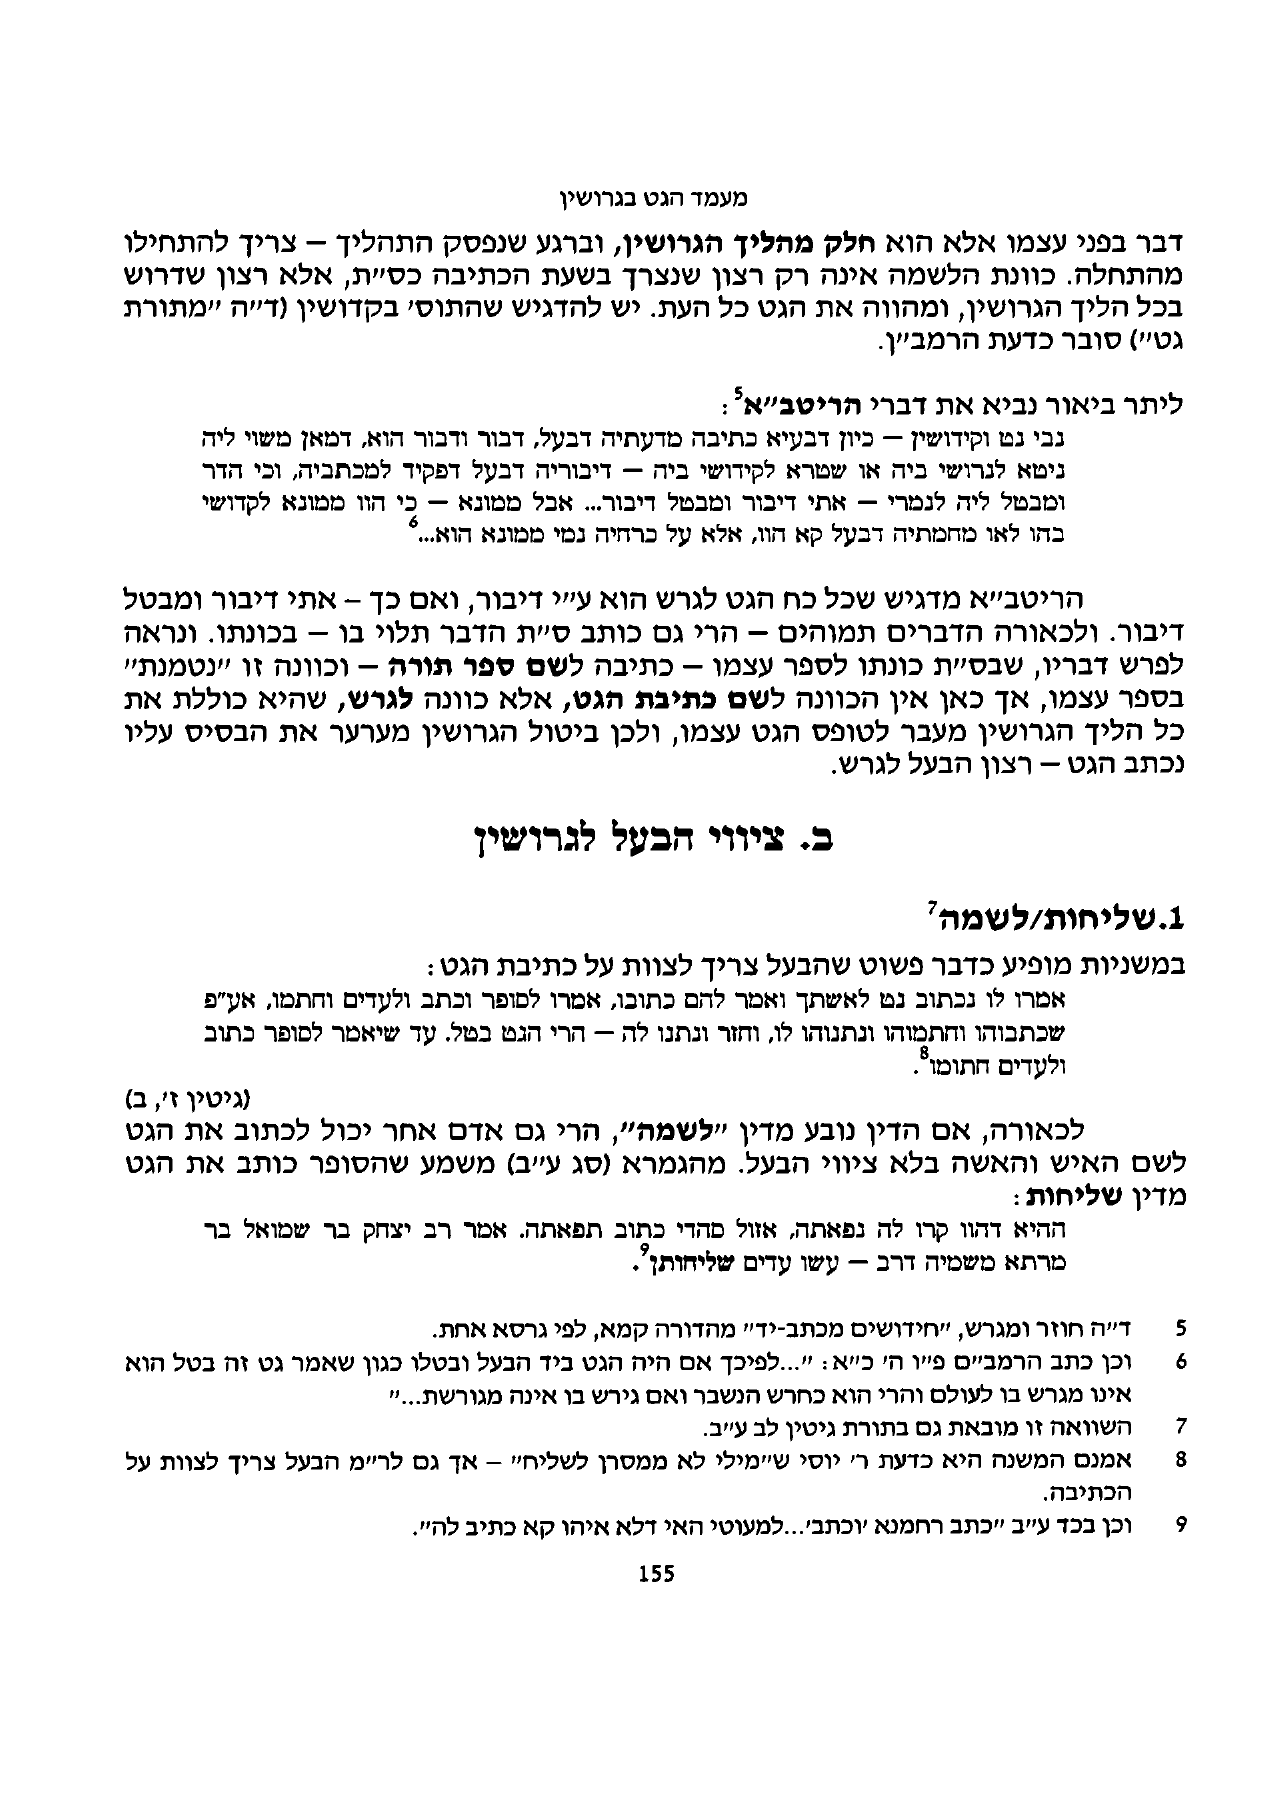 מעמד הגט בגרושין
דבר בפני עצמו אלא הוא חלק מהליך הגרושין, וברגע שנפסק התהליך – צריך להתחילו
מהתחלה. כוונת הלשמה אינה רק רצון שנצרך בשעת הכתיבה כס״ת, אלא רצון שדרוש
בכל הליך הגרושין, ומהווה את הגט כל העת. יש להדגיש שהתוס׳ בקדושין (ד״ה ״מתורת
גט״) סובר כדעת הרמב״ן.
ליתר ביאור נביא את דברי הריטב״א5:
גבי גט וקידושין – כיון דבעיא כתיבה מדעתיה דבעל, דבור ודבור הוא, דמאן משוי ליה
גיטא לגרושי ביה או שטרא לקידושי ביה – דיבוריה דבעל דפקיד למכתביה, וכי הדר
ומבטל ליה לגמרי – אתי דיבור ומבטל דיבור... אבל ממונא – כי הוו ממונא לקדושי
בהו לאו מחמתיה דבעל קא הוו, אלא על כרחיה נמי ממונא הוא...6
הריטב״א מדגיש שכל כח הגט לגרש הוא ע״י דיבור, ואם כך – אתי דיבור ומבטל
דיבור. ולכאורה הדברים תמוהים – הרי גם כותב ס״ת הדבר תלוי בו – בכונתו. ונראה
לפרש דבריו, שבס״ת כונתו לספר עצמו – כתיבה לשם ספר תורה – וכוונה זו ״נטמנת״
בספר עצמו, אך כאן אין הכוונה לשם כתיבת הגט, אלא כוונה לגרש, שהיא כוללת את
כל הליך הגרושין מעבר לטופס הגט עצמו, ולכן ביטול הגרושין מערער את הבסיס עליו
נכתב הגט – רצון הבעל לגרש.
ב. ציווי הבעל לגרושין
1.שליחות/לשמה7
במשניות מופיע כדבר פשוט שהבעל צריך לצוות על כתיבת הגט:
אמרו לו נכתוב גט לאשתך ואמר להם כתובו, אמרו לסופר וכתב ולעדים וחתמו, אע״פ
שכתבוהו וחתמוהו ונתנוהו לו, וחזר ונתנו לה – הרי הגט בטל. עד שיאמר לסופר כתוב
ולעדים חתומו8.
(גיטין ז׳, ב)
לכאורה, אם הדין נובע מדין ״לשמה״, הרי גם אדם אחר יכול לכתוב את הגט
לשם האיש והאשה בלא ציווי הבעל. מהגמרא (סג ע״ב) משמע שהסופר כותב את הגט
מדין שליחות:
ההיא דהוו קרו לה נפאתה, אזול סהדי כתוב תפאתה. אמר רב יצחק בר שמואל בר
מרתא משמיה דרב – עשו עדים שליחותן9.
5 ד״ה חוזר ומגרש, ״חידושים מכתב-יד״ מהדורה קמא, לפי גרסא אחת.
6 וכן כתב הרמב״ם פ״ו ה׳ כ״א: ״...לפיכך אם היה הגט ביד הבעל ובטלו כגון שאמר גט זה בטל הוא
אינו מגרש בו לעולם והרי הוא כחרש הנשבר ואם גירש בו אינה מגורשת...״
7 השוואה זו מובאת גם בתורת גיטין לב ע״ב.
8 אמנם המשנה היא כדעת ר׳ יוסי ש״מילי לא ממסרן לשליח״ – אך גם לר״מ הבעל צריך לצוות על
הכתיבה.
9 וכן בכד ע״ב ״כתב רחמנא ׳וכתב׳...למעוטי האי דלא איהו קא כתיב לה״.
155